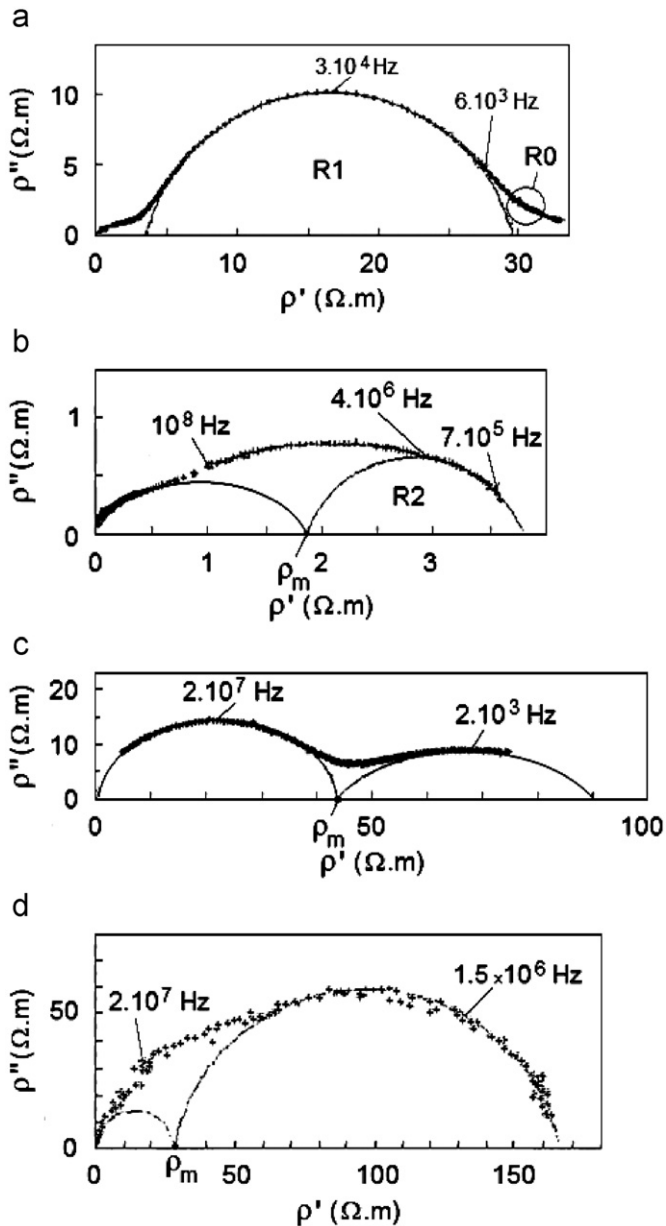 a
ρ"(Ω.m)
10
5
0
3.10⁴ Hz
6.10³ Hz
R0
R1
10 20 30
ρ' (Ω.m)
b
ρ"(Ω.m)
1
0
10⁸ Hz
4.10⁶ Hz
7.10⁵ Hz
R2
0 1 2 3
ρm
ρ' (Ω.m)
c
ρ"(Ω.m)
20
10
0
2.10⁷ Hz
2.10³ Hz
0 50 100
ρm
ρ' (Ω.m)
d
ρ"(Ω.m)
50
0
2.10⁷ Hz
1.5×10⁶ Hz
0 50 100 150
ρm
ρ' (Ω.m)